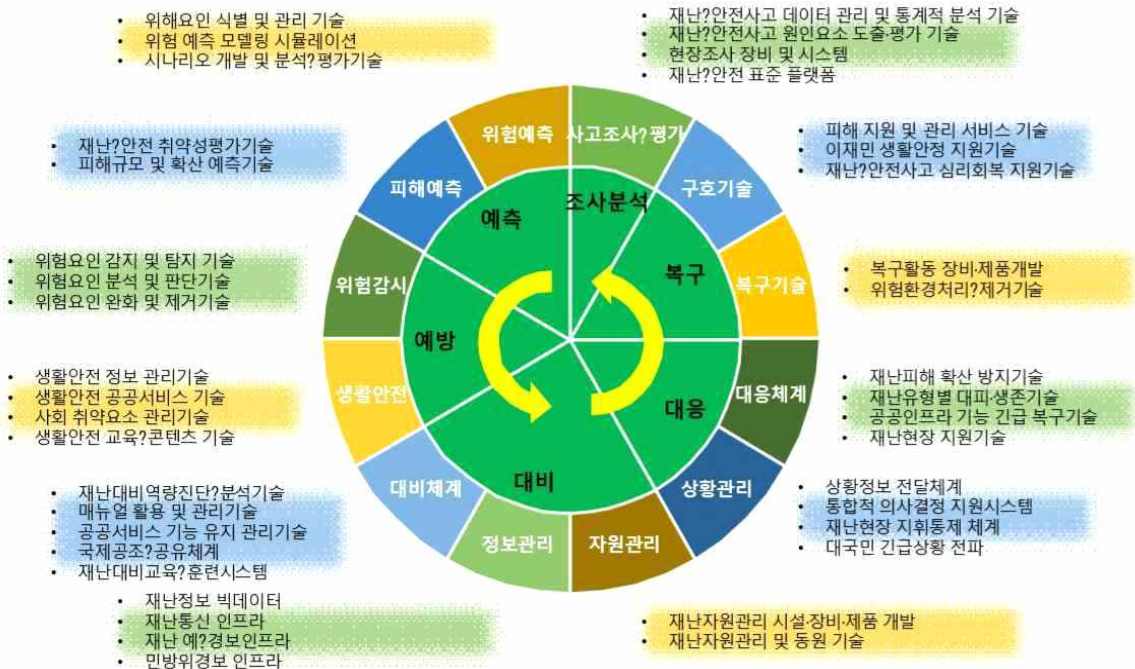 위해요인 식별 및 관리 기술
위험 예측 모델링 시뮬레이션
시나리오 개발 및 분석?평가기술
재난?안전사고 데이터 관리 및 통계적 분석 기술
재난?안전사고 원인요소 도출·평가 기술
현장조사 장비 및 시스템
재난?안전 표준 플랫폼
재난?안전 취약성평가기술
피해규모 및 확산 예측기술
피해 지원 및 관리 서비스 기술
이재민 생활안정 지원기술
재난?안전사고 심리회복 지원기술
위험요인 감지 및 탐지 기술
위험요인 분석 및 판단기술
위험요인 완화 및 제거기술
복구활동 장비·제품개발
위험환경처리?제거기술
생활안전 정보 관리기술
생활안전 공공서비스 기술
사회 취약요소 관리기술
생활안전 교육?콘텐츠 기술
재난피해 확산 방지기술
재난유형별 대피·생존기술
공공인프라 기능 긴급 복구기술
재난현장 지원기술
재난대비역량진단?분석기술
매뉴얼 활용 및 관리기술
공공서비스 기능 유지 관리기술
국제공조?공유체계
재난대비교육?훈련시스템
상황정보 전달체계
통합적 의사결정 지원시스템
재난현장 지휘통제 체계
대국민 긴급상황 전파
재난정보 빅데이터
재난통신 인프라
재난 예?경보인프라
민방위경보 인프라
재난자원관리 시설·장비·제품 개발
재난자원관리 및 동원 기술
위험예측
사고조사?평가
피해예측
구호기술
위험감시
복구기술
생활안전
대응체계
대비체계
상황관리
정보관리
자원관리
예측
조사분석
복구
예방
대응
대비